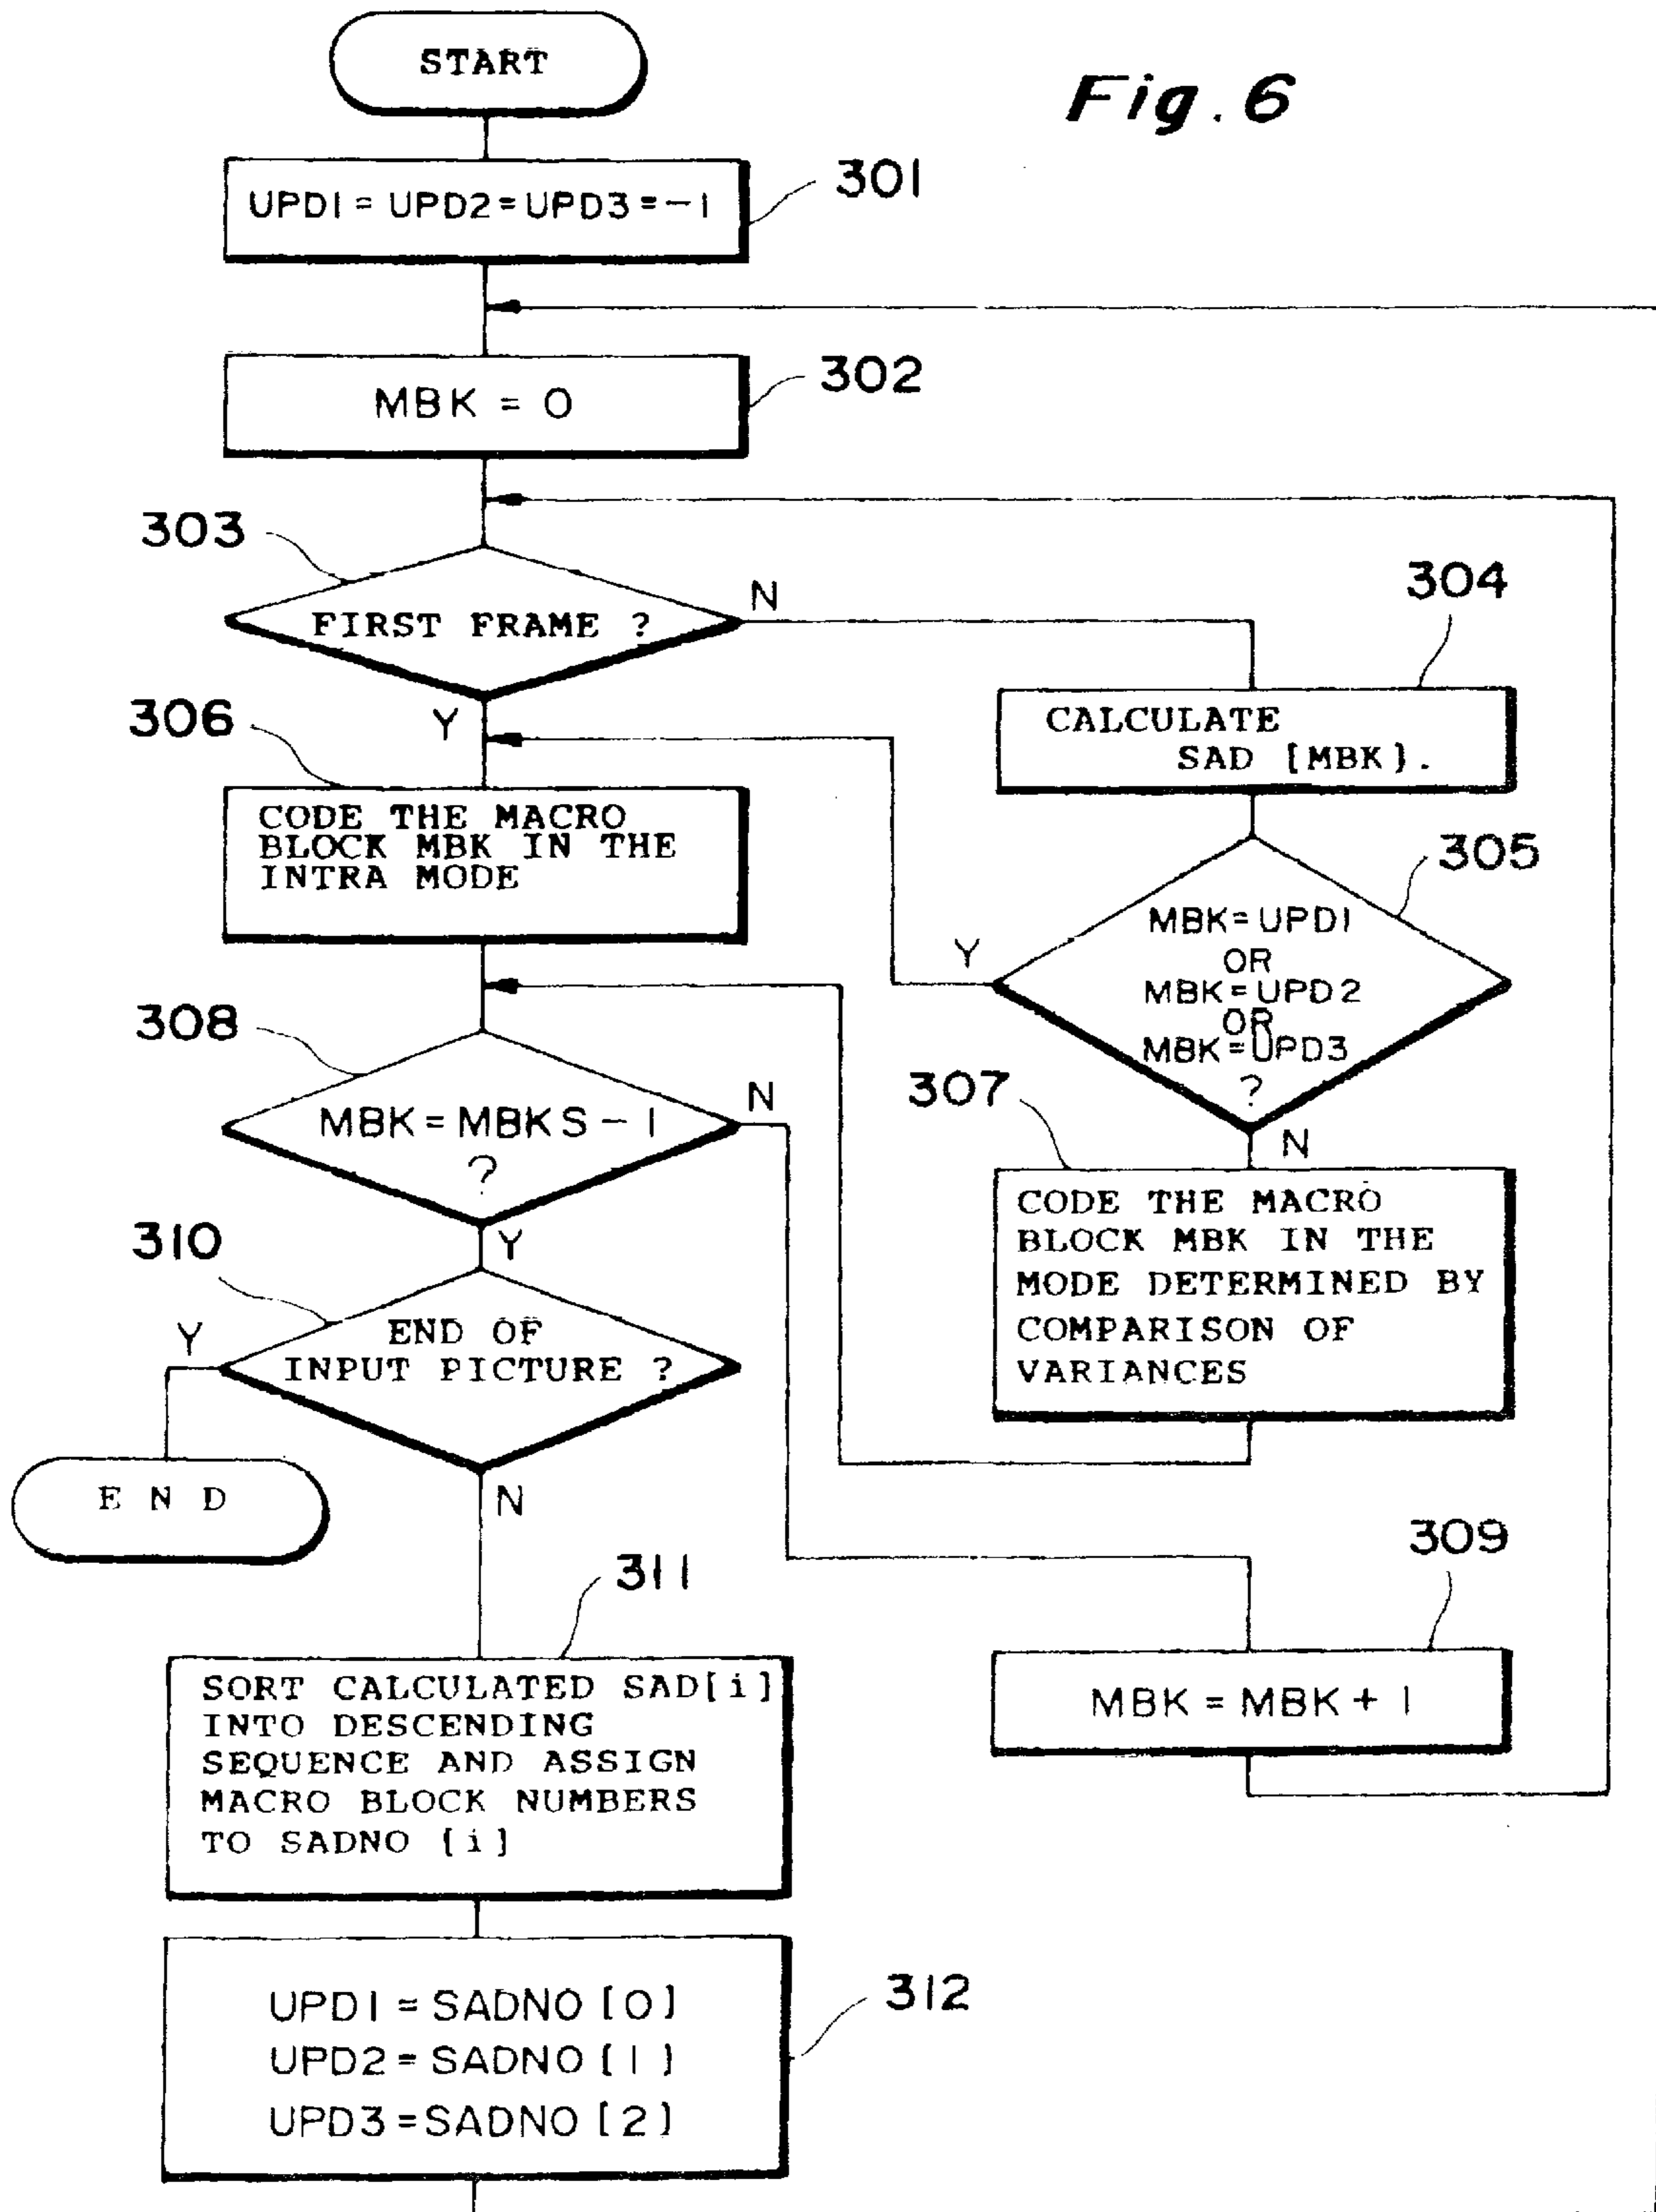 START
Fig. 6
UPD1 = UPD2 = UPD3 = -1
301
MBK = 0
302
303
FIRST FRAME ?
N
Y
304
CALCULATE
SAD [MBK}.
306
CODE THE MACRO
BLOCK MBK IN THE
INTRA MODE
305
MBK = UPD1
OR
MBK = UPD2
OR
MBK = UPD3
?
Y
N
308
MBK = MBKS - 1
?
N
Y
307
CODE THE MACRO
BLOCK MBK IN THE
MODE DETERMINED BY
COMPARISON OF
VARIANCES
310
END OF
INPUT PICTURE ?
Y
N
END
309
MBK = MBK + 1
311
SORT CALCULATED SAD[i]
INTO DESCENDING
SEQUENCE AND ASSIGN
MACRO BLOCK NUMBERS
TO SADNO [i]
312
UPD1 = SADNO [0]
UPD2 = SADNO [1]
UPD3 = SADNO [2]